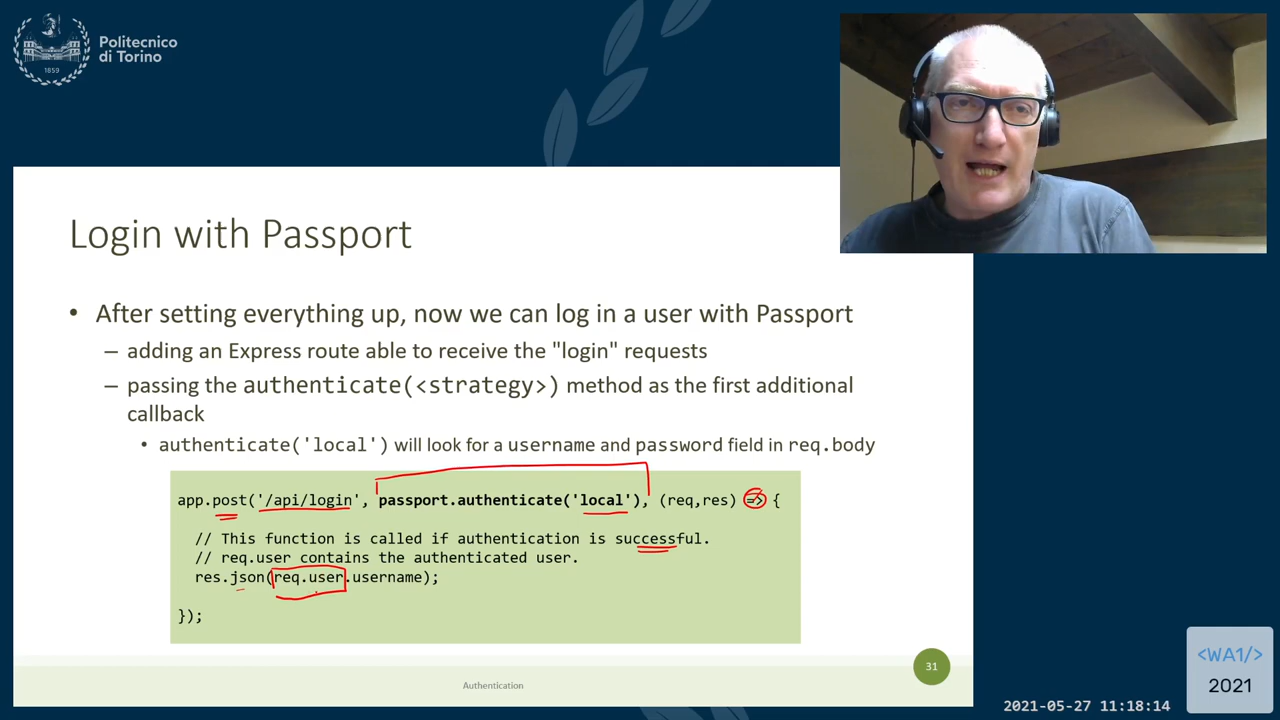 Politecnico
di Torino
1859
Login with Passport
• After setting everything up, now we can log in a user with Passport
– adding an Express route able to receive the "login" requests
– passing the authenticate(<strategy>) method as the first additional
callback
• authenticate('local') will look for a username and password field in req.body
app.post('/api/login', passport.authenticate('local'), (req,res) => {
// This function is called if authentication is successful.
// req.user contains the authenticated user.
res.json(req.user.username);
});
Authentication
31
<WA1/>
2021
2021-05-27 11:18:14